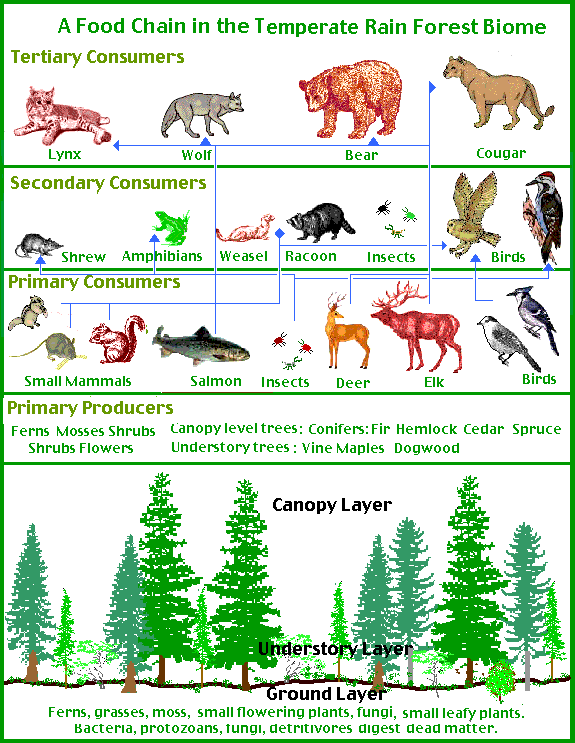 A Food Chain in the Temperate Rain Forest Biome
Tertiary Consumers
Lynx Wolf Bear Cougar
Secondary Consumers
Shrew Amphibians Weasel Racoon Insects Birds
Primary Consumers
Small Mammals Salmon Insects Deer Elk Birds
Primary Producers
Ferns Mosses Shrubs Canopy level trees: Conifers: Fir Hemlock Cedar Spruce
Shrubs Flowers Understory trees: Vine Maples Dogwood
Canopy Layer
Understory Layer
Ground Layer
Ferns, grasses, moss, small flowering plants, fungi, small leafy plants.
Bacteria, protozoans, fungi, detritivores digest dead matter.